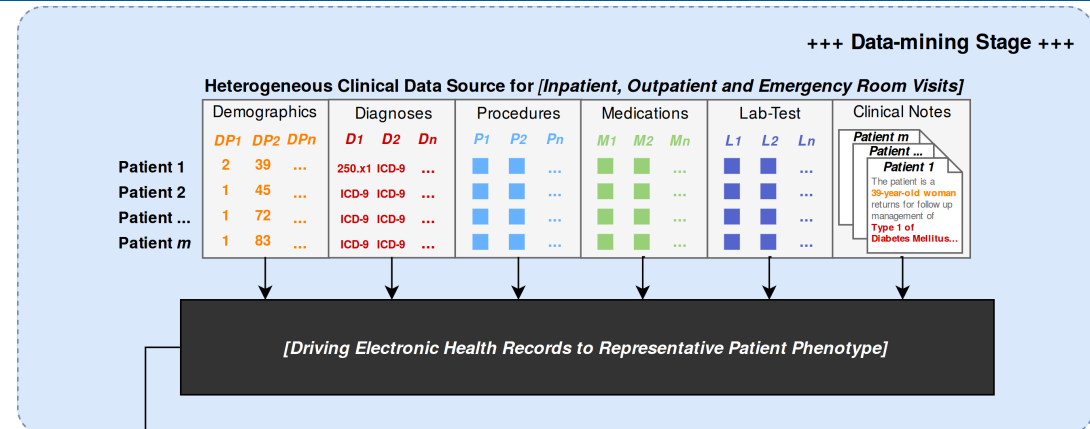 +++ Data-mining Stage +++
Heterogeneous Clinical Data Source for [Inpatient, Outpatient and Emergency Room Visits]
Demographics Diagnoses Procedures Medications Lab-Test Clinical Notes
DP1 DP2 DPn D1 D2 Dn P1 P2 Pn M1 M2 Mn L1 L2 Ln
Patient 1 2 39 ... 250.x1 ICD-9 ... ... ... ...
Patient 2 1 45 ... ICD-9 ICD-9 ... ... ... ...
Patient ... 1 72 ... ICD-9 ICD-9 ... ... ... ...
Patient m 1 83 ... ICD-9 ICD-9 ... ... ... ...
Patient m
Patient ...
Patient 1
The patient is a
39-year-old woman
returns for follow up
management of
Type 1 of
Diabetes Mellitus...
[Driving Electronic Health Records to Representative Patient Phenotype]